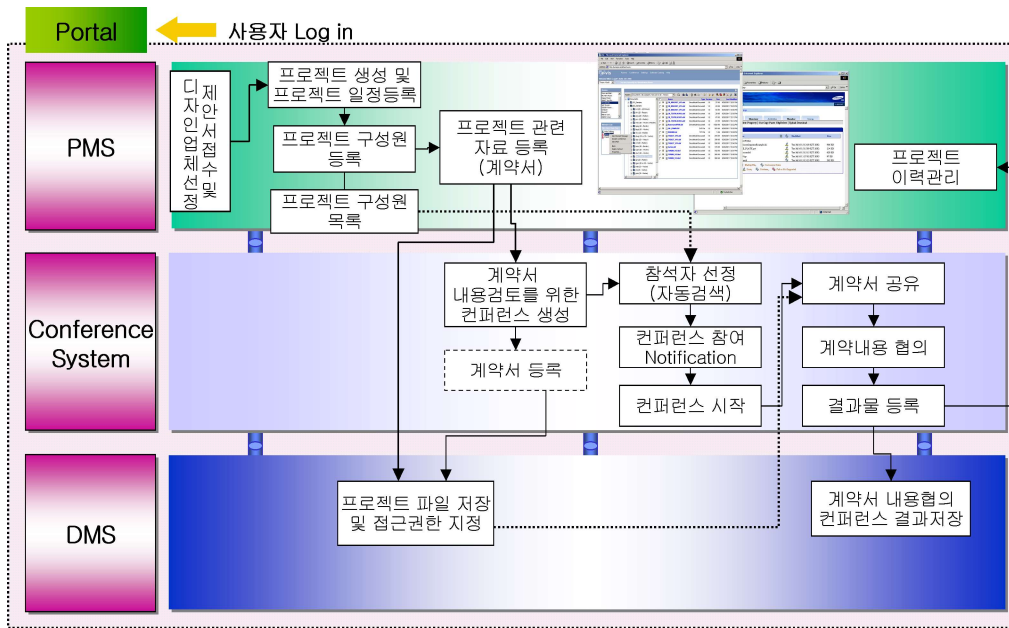 Portal
사용자 Log in
PMS
제안서접수및
디자인업체선정
프로젝트 생성 및
프로젝트 일정등록
프로젝트 구성원
등록
프로젝트 구성원
목록
프로젝트 관련
자료 등록
(계약서)
프로젝트
이력관리
Conference
System
계약서
내용검토를 위한
컨퍼런스 생성
계약서 등록
참석자 선정
(자동검색)
컨퍼런스 참여
Notification
컨퍼런스 시작
계약서 공유
계약내용 협의
결과물 등록
DMS
프로젝트 파일 저장
및 접근권한 지정
계약서 내용협의
컨퍼런스 결과저장